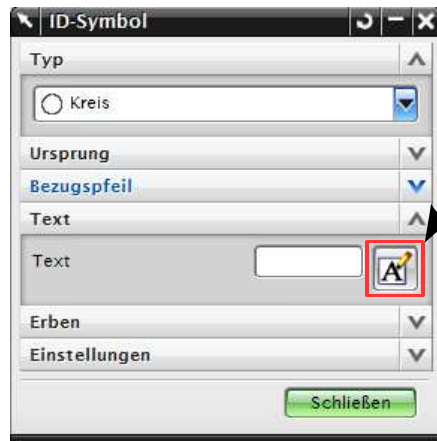 ID-Symbol
Typ
Kreis
Ursprung
Bezugspfeil
Text
Text
A
Erben
Einstellungen
Schließen